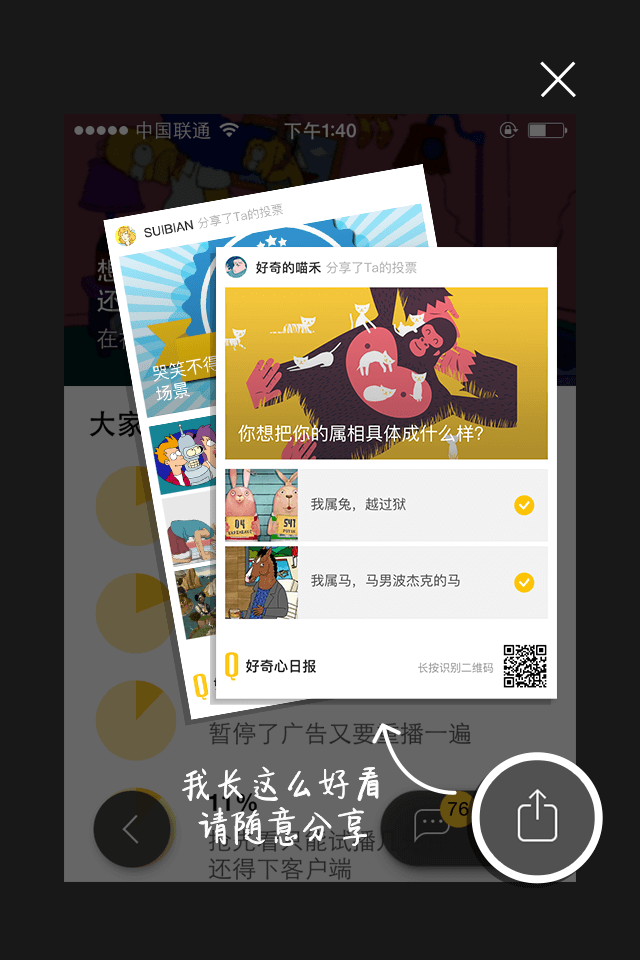 中国联通
下午1:40
SUIBIAN 分享了Ta的投票
好奇的喵禾 分享了Ta的投票
想
还
在
哭笑不得
场景
大家
你想把你的属相具体成什么样?
04
547
我属兔，越过狱
我属马，马男波杰克的马
Q 好奇心日报
长按识别二维码
Q
暂停了广告又要重播一遍
我长这么好看
请随意分享
11%
76
抢先看只能试播几
还得下客户端